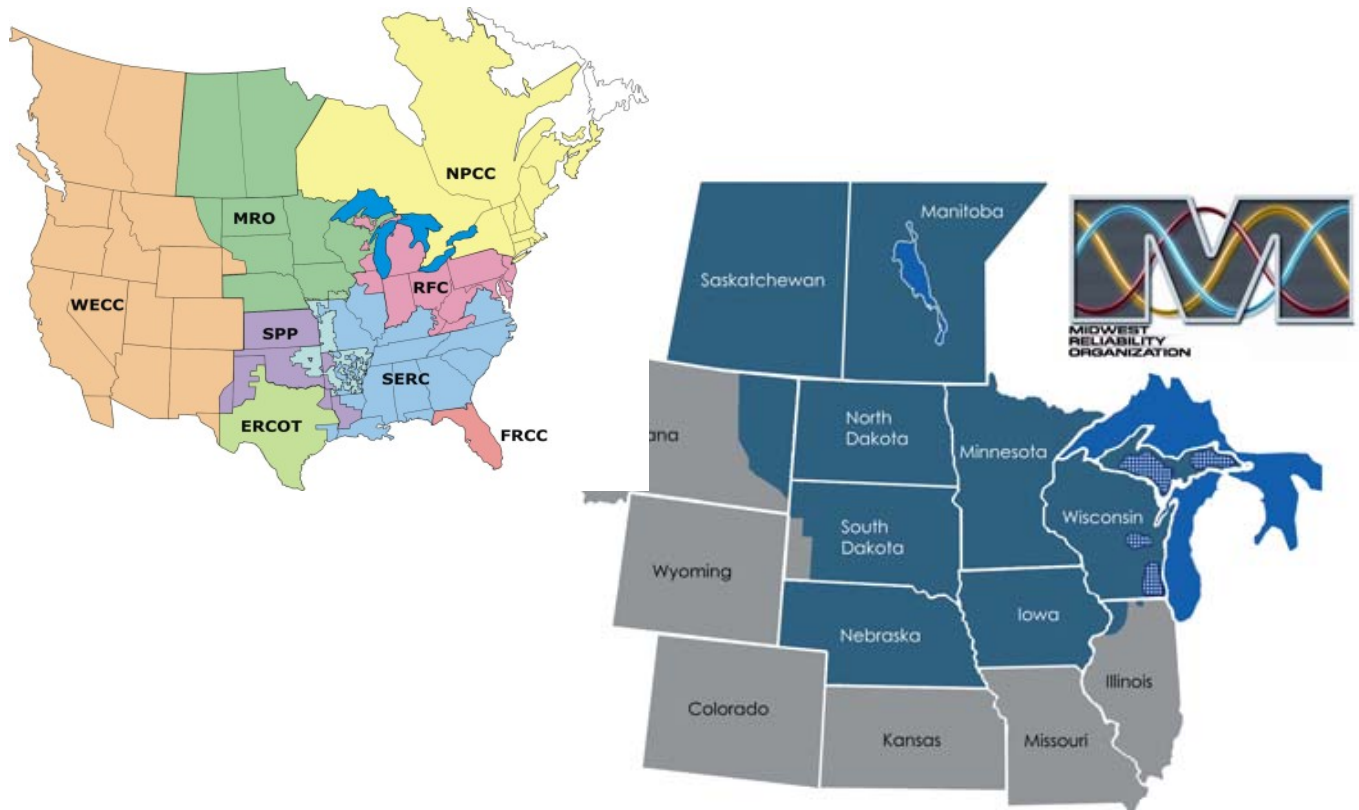 NPCC
MRO
WECC
RFC
SPP
SERC
ERCOT
FRCC
Manitoba
Saskatchewan
MIDWEST
RELIABILITY
ORGANIZATION
North
Dakota
ana
Minnesota
South
Dakota
Wisconsin
Wyoming
Iowa
Nebraska
Illinois
Colorado
Kansas
Missouri